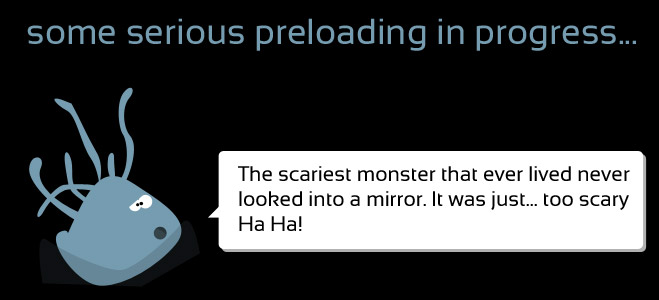 some serious preloading in progress...
The scariest monster that ever lived never
looked into a mirror. It was just... too scary
Ha Ha!